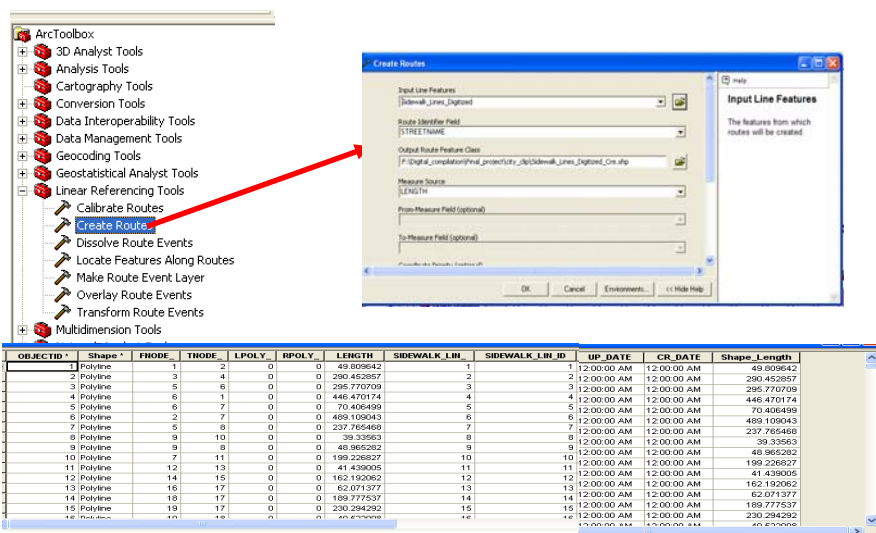 ArcToolbox
3D Analyst Tools
Analysis Tools
Cartography Tools
Conversion Tools
Data Interoperability Tools
Data Management Tools
Geocoding Tools
Geostatistical Analyst Tools
Linear Referencing Tools
Calibrate Routes
Create Route
Dissolve Route Events
Locate Features Along Routes
Make Route Event Layer
Overlay Route Events
Transform Route Events
Multidimension Tools
Create Routes
Input Line Features
Sidewalk_Lines_Digitized
Route Identifier Field
STREETNAME
Output Route Feature Class
F:\Digital_compilation\Final_project\city_clip\Sidewalk_Lines_Digitized_Cre.shp
Measure Source
LENGTH
From-Measure Field (optional)
To-Measure Field (optional)
Coordinate Priority (optional)
OK Cancel Environments... << Hide Help
Help
Input Line Features
The features from which
routes will be created.
OBJECTID * Shape * FNODE_ TNODE_ LPOLY_ RPOLY_ LENGTH SIDEWALK_LIN_ SIDEWALK_LIN_ID UP_DATE CR_DATE Shape_Length
1 Polyline 1 2 0 0 49.809642 1 1 12:00:00 AM 12:00:00 AM 49.809642
2 Polyline 3 4 0 0 290.452857 2 2 12:00:00 AM 12:00:00 AM 290.452857
3 Polyline 5 6 0 0 295.770709 3 3 12:00:00 AM 12:00:00 AM 295.770709
4 Polyline 6 1 0 0 446.470174 4 4 12:00:00 AM 12:00:00 AM 446.470174
5 Polyline 6 7 0 0 70.406499 5 5 12:00:00 AM 12:00:00 AM 70.406499
6 Polyline 2 7 0 0 489.109043 6 6 12:00:00 AM 12:00:00 AM 489.109043
7 Polyline 5 8 0 0 237.765468 7 7 12:00:00 AM 12:00:00 AM 237.765468
8 Polyline 9 10 0 0 39.33563 8 8 12:00:00 AM 12:00:00 AM 39.33563
9 Polyline 9 8 0 0 48.965282 9 9 12:00:00 AM 12:00:00 AM 48.965282
10 Polyline 7 11 0 0 199.226827 10 10 12:00:00 AM 12:00:00 AM 199.226827
11 Polyline 12 13 0 0 41.439005 11 11 12:00:00 AM 12:00:00 AM 41.439005
12 Polyline 14 15 0 0 162.192062 12 12 12:00:00 AM 12:00:00 AM 162.192062
13 Polyline 16 17 0 0 62.071377 13 13 12:00:00 AM 12:00:00 AM 62.071377
14 Polyline 18 17 0 0 189.777537 14 14 12:00:00 AM 12:00:00 AM 189.777537
15 Polyline 19 17 0 0 230.294292 15 15 12:00:00 AM 12:00:00 AM 230.294292